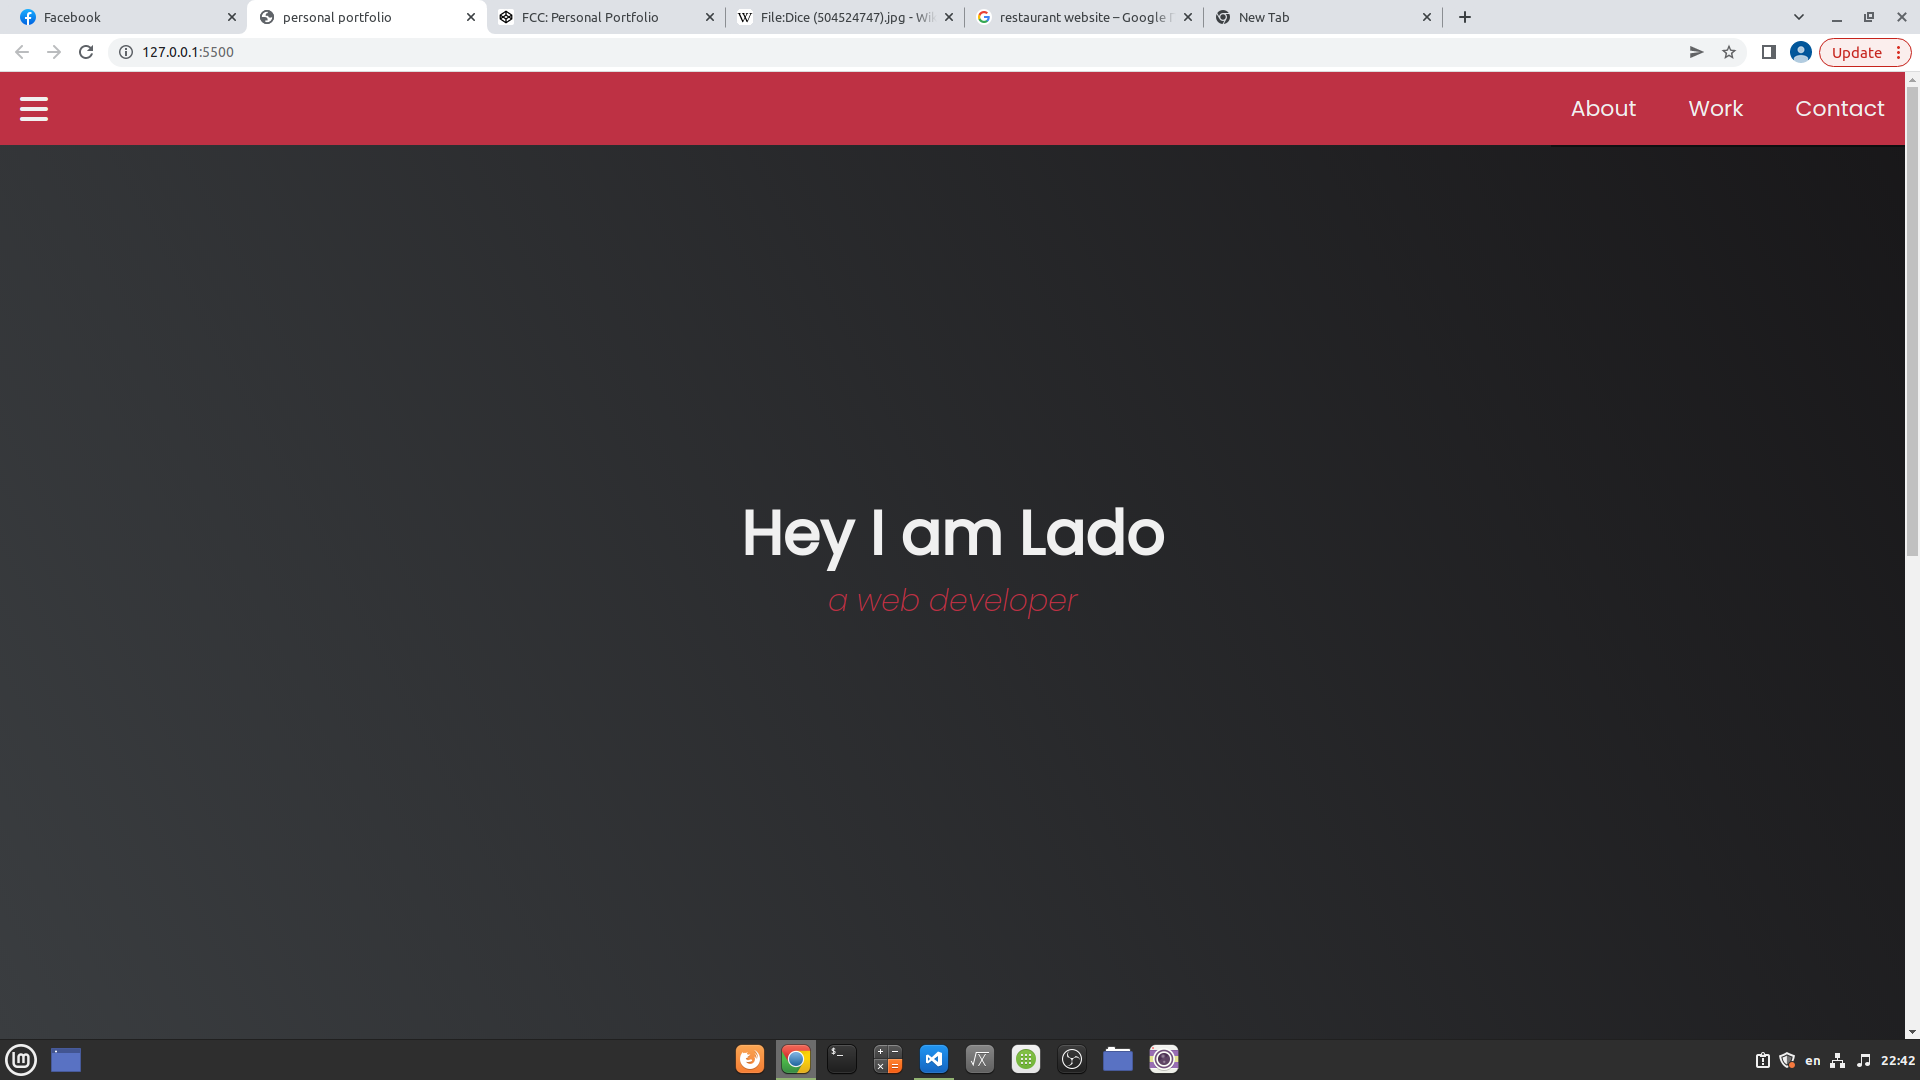 Facebook
personal portfolio
FCC: Personal Portfolio
File:Dice (504524747).jpg - Wi
restaurant website – Google
New Tab
127.0.0.1:5500
Update
About
Work
Contact
Hey I am Lado
a web developer
en
22:42